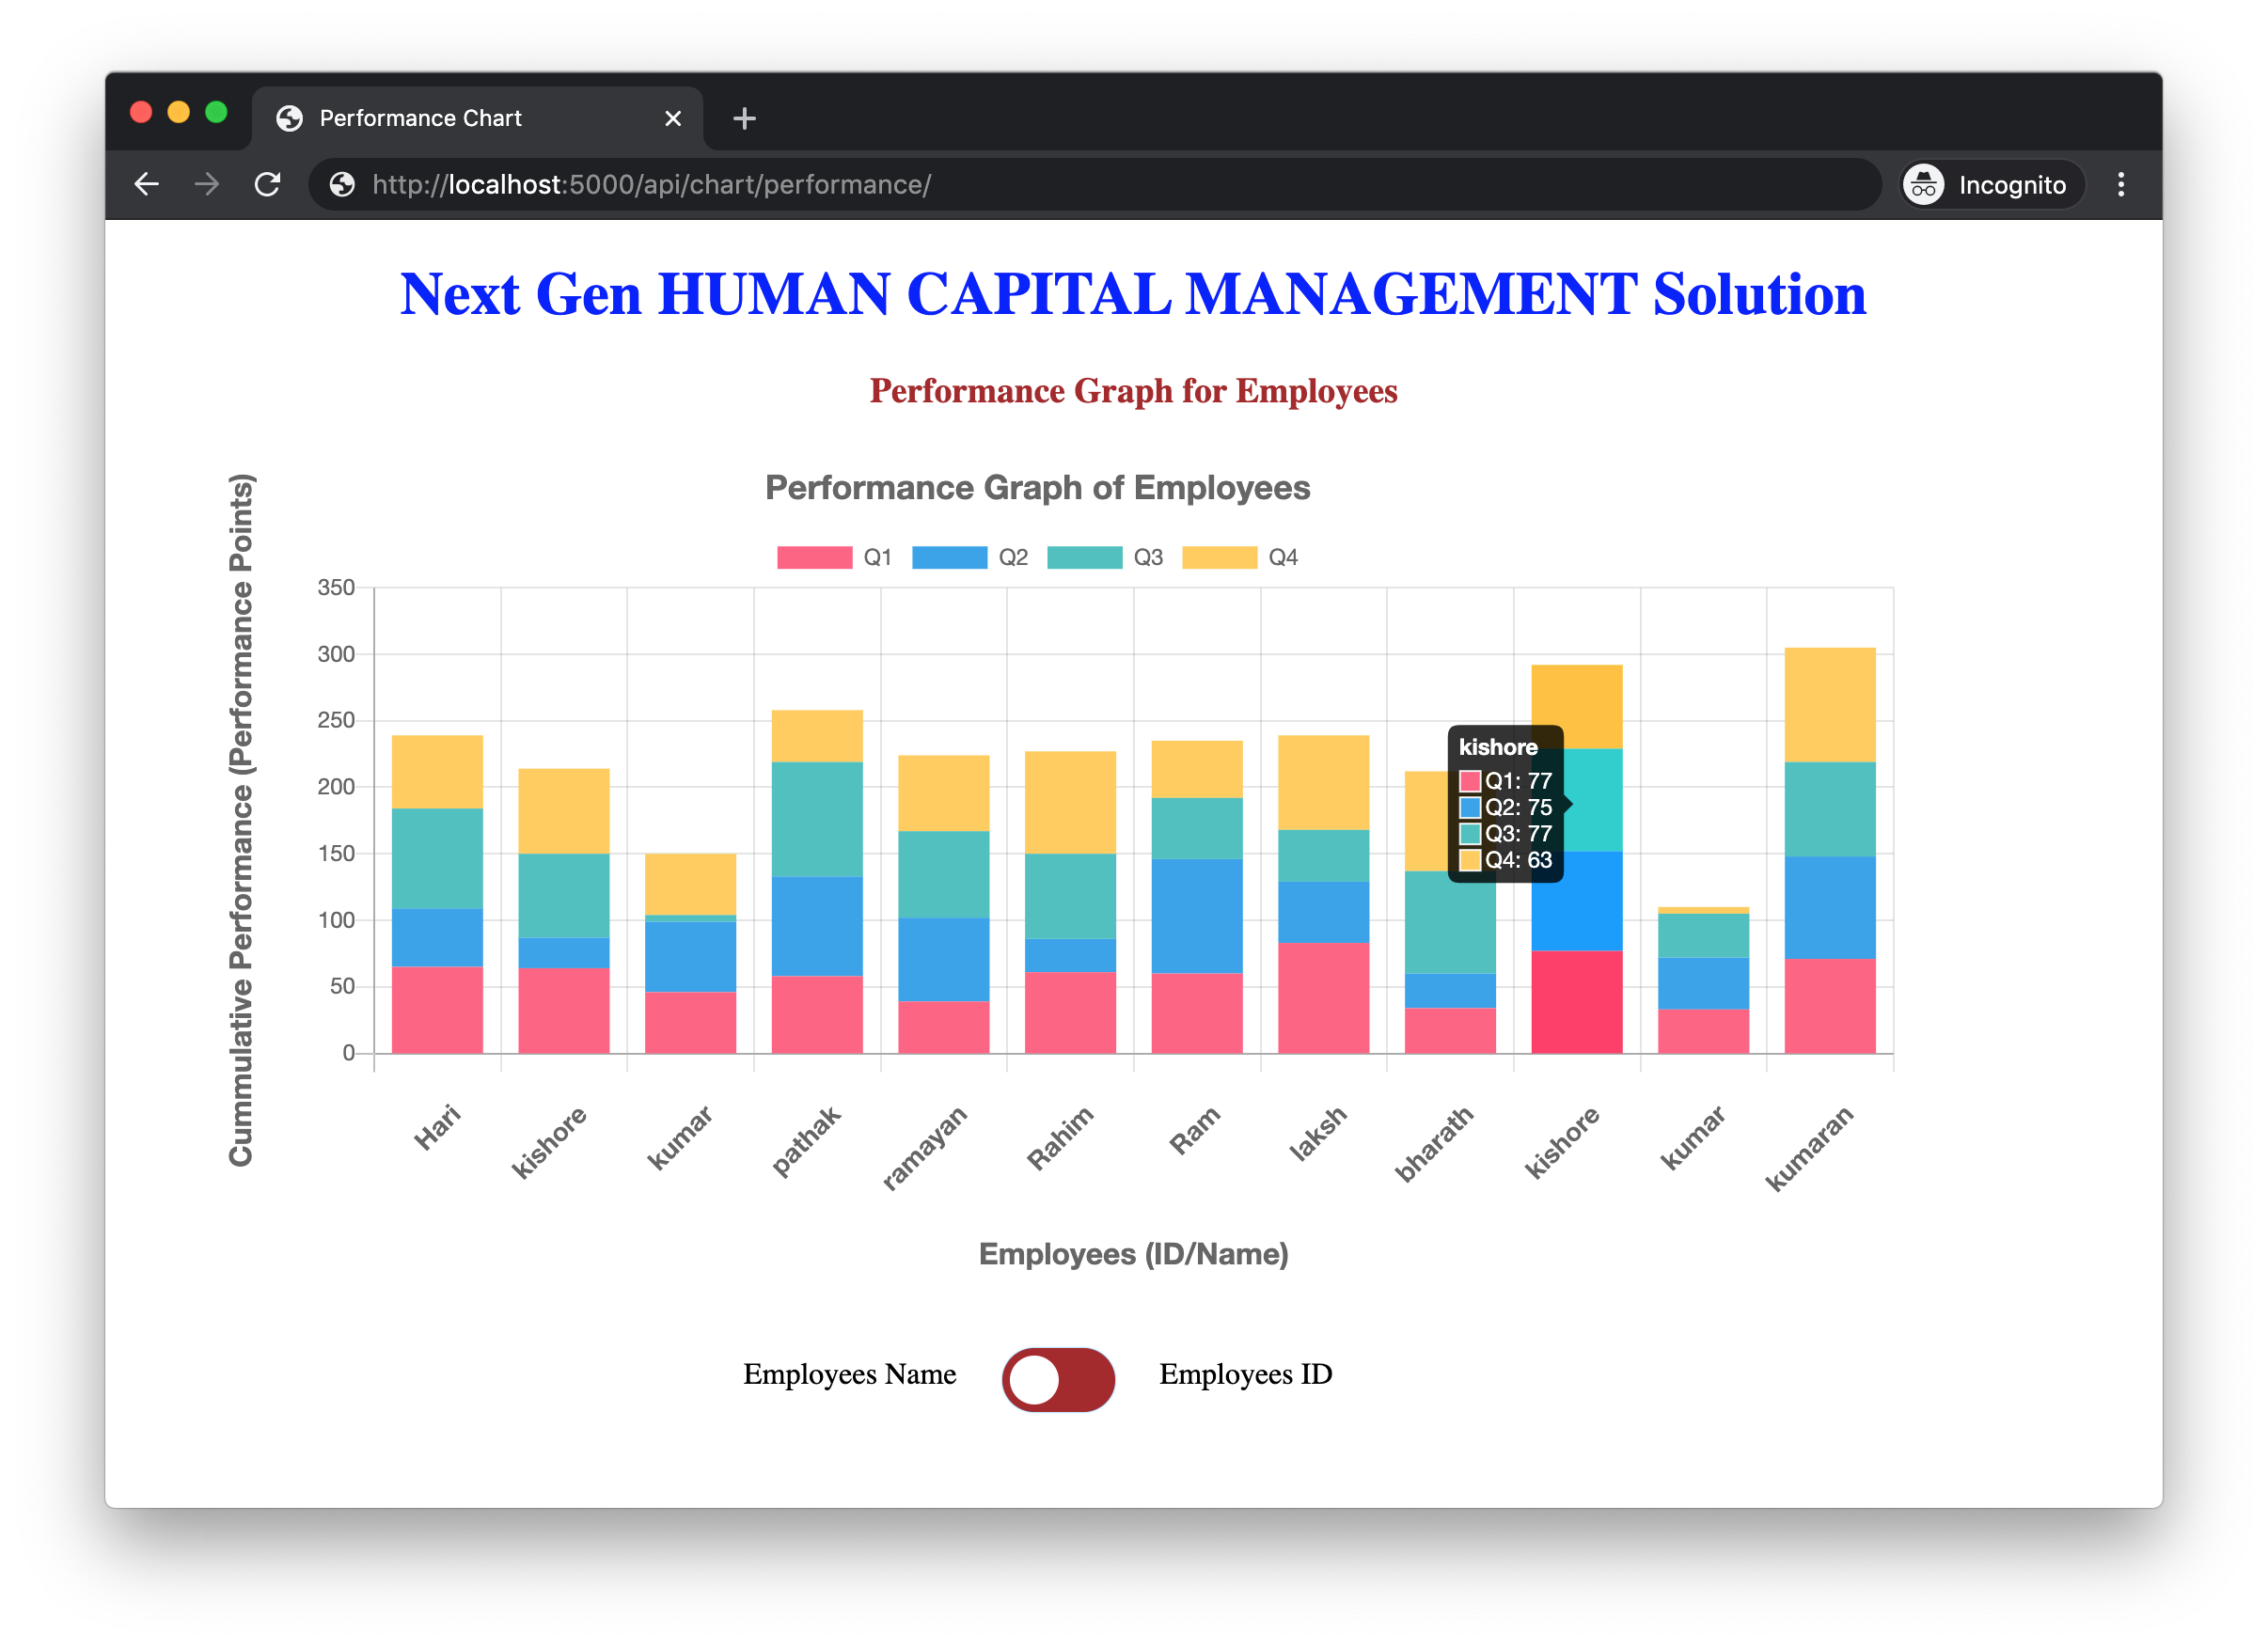 Performance Chart
http://localhost:5000/api/chart/performance/
Incognito
Next Gen HUMAN CAPITAL MANAGEMENT Solution
Performance Graph for Employees
Performance Graph of Employees
Q1 Q2 Q3 Q4
Cummulative Performance (Performance Points)
350
300
250
200
150
100
50
0
kishore
Q1: 77
Q2: 75
Q3: 77
Q4: 63
Hari kishore kumar pathak ramayan Rahim Ram laksh bharath kishore kumar kumaran
Employees (ID/Name)
Employees Name Employees ID